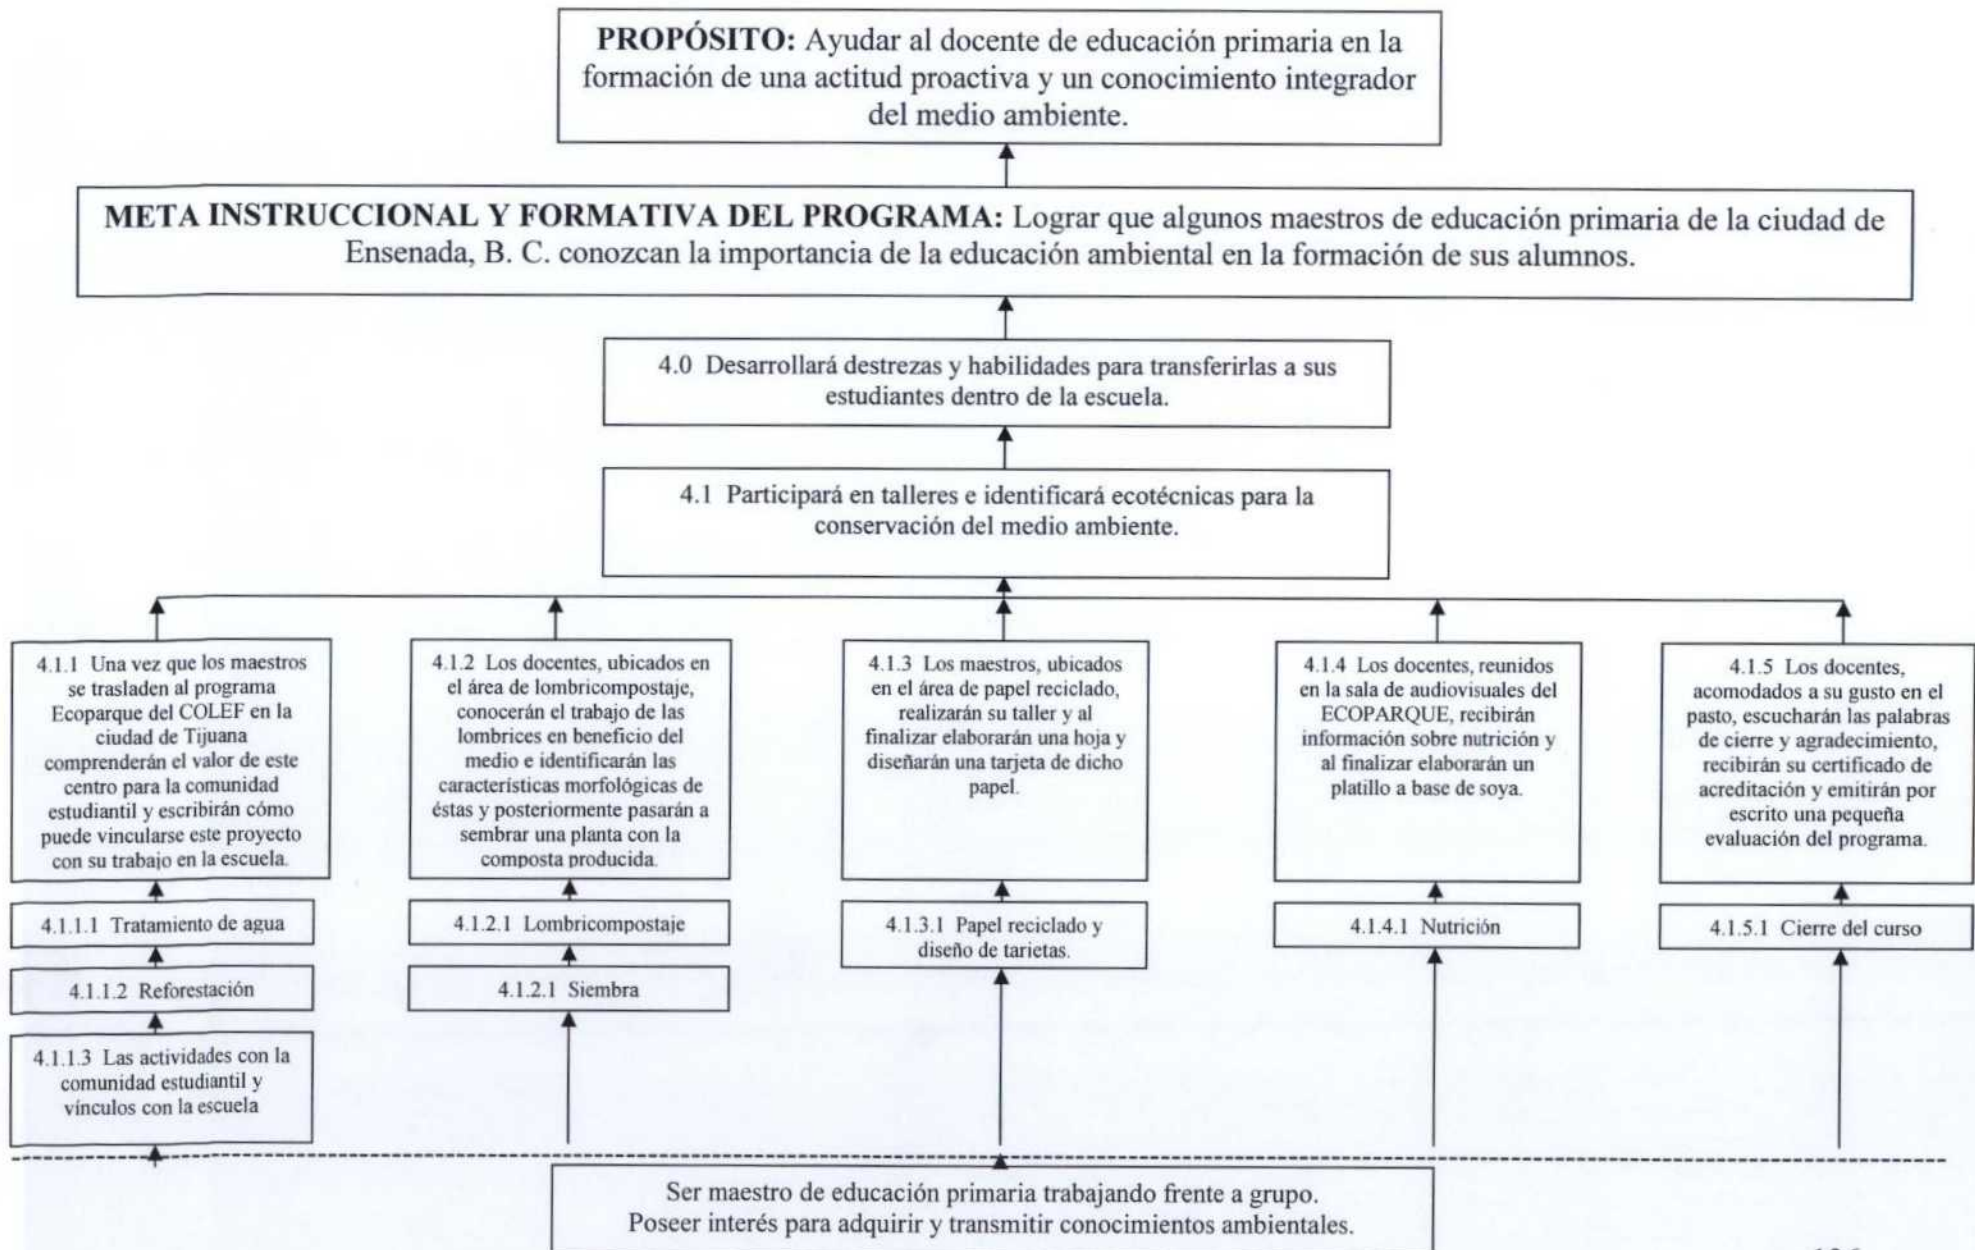 PROPÓSITO: Ayudar al docente de educación primaria en la
formación de una actitud proactiva y un conocimiento integrador
del medio ambiente.
META INSTRUCCIONAL Y FORMATIVA DEL PROGRAMA: Lograr que algunos maestros de educación primaria de la ciudad de
Ensenada, B. C. conozcan la importancia de la educación ambiental en la formación de sus alumnos.
4.0 Desarrollará destrezas y habilidades para transferirlas a sus
estudiantes dentro de la escuela.
4.1 Participará en talleres e identificará ecotécnicas para la
conservación del medio ambiente.
4.1.1 Una vez que los maestros
se trasladen al programa
Ecoparque del COLEF en la
ciudad de Tijuana
comprenderán el valor de este
centro para la comunidad
estudiantil y escribirán cómo
puede vincularse este proyecto
con su trabajo en la escuela.
4.1.2 Los docentes, ubicados en
el área de lombricompostaje,
conocerán el trabajo de las
lombrices en beneficio del
medio e identificarán las
características morfológicas de
éstas y posteriormente pasarán a
sembrar una planta con la
composta producida.
4.1.3 Los maestros, ubicados
en el área de papel reciclado,
realizarán su taller y al
finalizar elaborarán una hoja y
diseñarán una tarjeta de dicho
papel.
4.1.4 Los docentes, reunidos
en la sala de audiovisuales del
ECOPARQUE, recibirán
información sobre nutrición y
al finalizar elaborarán un
platillo a base de soya.
4.1.5 Los docentes,
acomodados a su gusto en el
pasto, escucharán las palabras
de cierre y agradecimiento,
recibirán su certificado de
acreditación y emitirán por
escrito una pequeña
evaluación del programa.
4.1.1.1 Tratamiento de agua
4.1.2.1 Lombricompostaje
4.1.3.1 Papel reciclado y
diseño de tarjetas.
4.1.4.1 Nutrición
4.1.5.1 Cierre del curso
4.1.1.2 Reforestación
4.1.2.1 Siembra
4.1.1.3 Las actividades con la
comunidad estudiantil y
vínculos con la escuela
Ser maestro de educación primaria trabajando frente a grupo.
Poseer interés para adquirir y transmitir conocimientos ambientales.